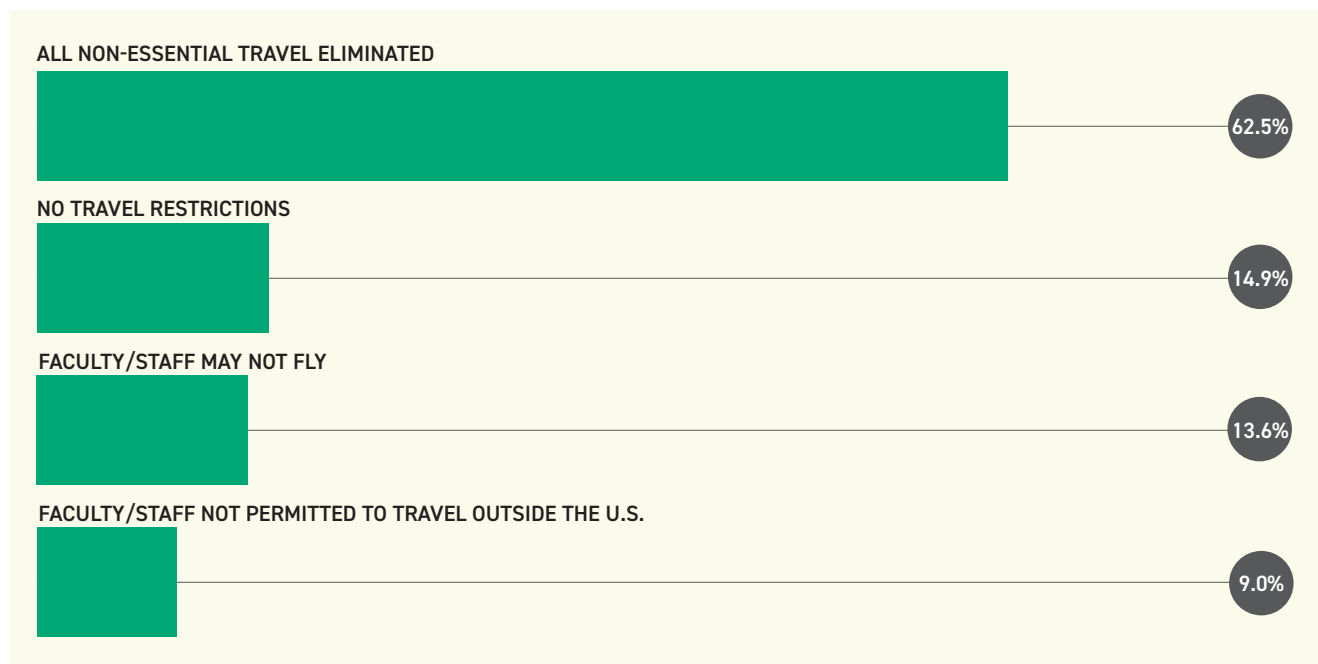 ALL NON-ESSENTIAL TRAVEL ELIMINATED
62.5%
NO TRAVEL RESTRICTIONS
14.9%
FACULTY/STAFF MAY NOT FLY
13.6%
FACULTY/STAFF NOT PERMITTED TO TRAVEL OUTSIDE THE U.S.
9.0%